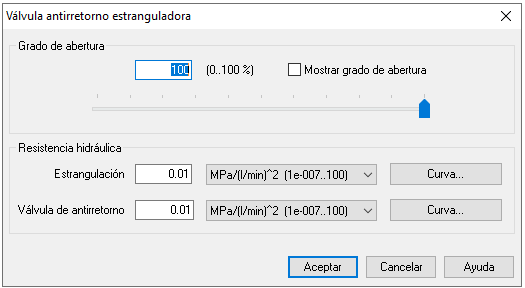 Válvula antirretorno estranguladora
Grado de abertura
100 (0..100 %) Mostrar grado de abertura
Resistencia hidráulica
Estrangulación 0.01 MPa/(l/min)^2 (1e-007..100) Curva...
Válvula de antirretorno 0.01 MPa/(l/min)^2 (1e-007..100) Curva...
Aceptar Cancelar Ayuda